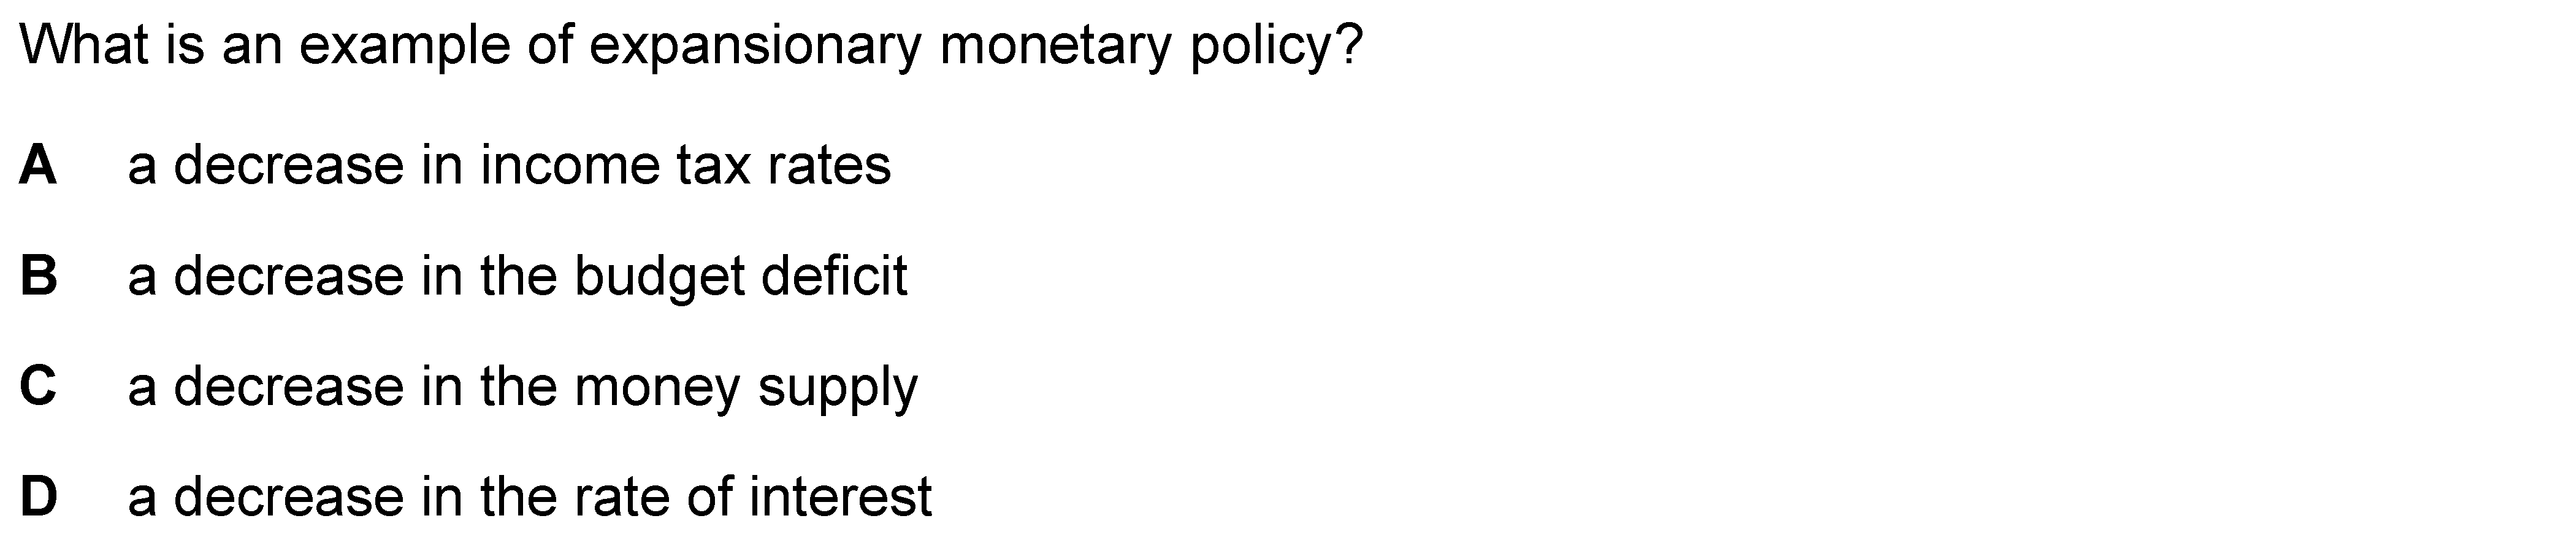 What is an example of expansionary monetary policy?
A a decrease in income tax rates
B a decrease in the budget deficit
C a decrease in the money supply
D a decrease in the rate of interest